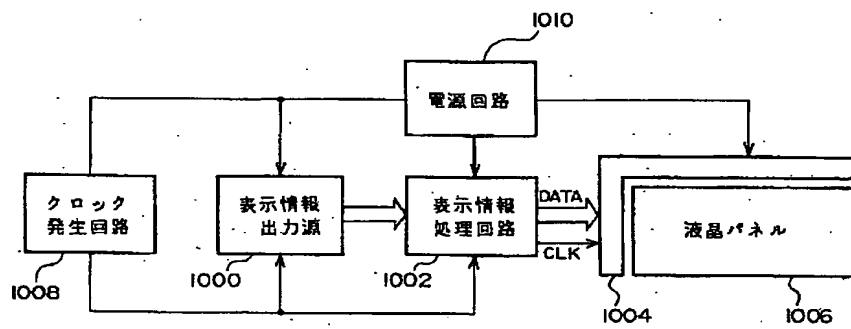 1010
電源回路
クロック
発生回路
1008
表示情報
出力源
1000
表示情報
処理回路
1002
DATA
CLK
液晶パネル
1004
1006